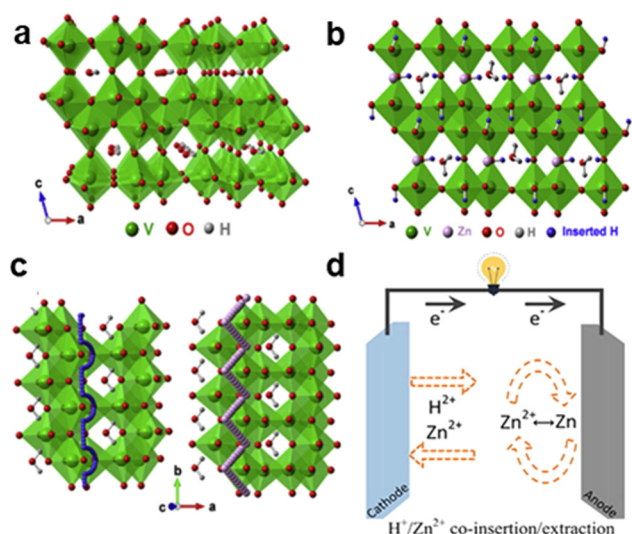 a
c
a
V O H
b
c
a
V Zn O H Inserted H
c
b
c a
d
e-
e-
H2+
Zn2+
Zn2+↔Zn
Cathode
Anode
H+/Zn2+ co-insertion/extraction